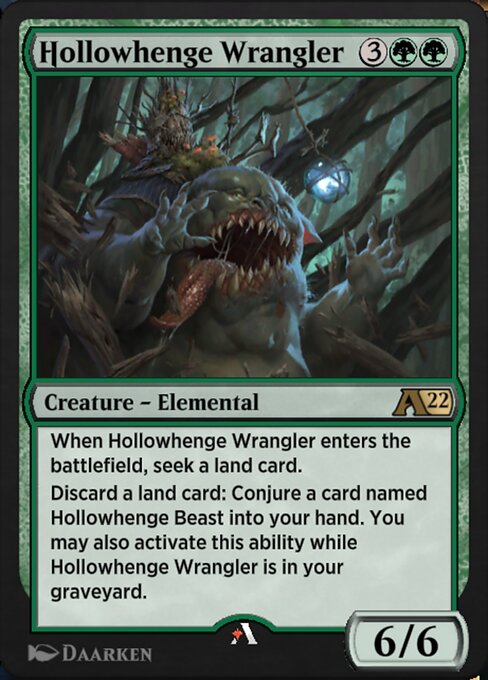 Hollowhenge Wrangler 3
Creature – Elemental A22
When Hollowhenge Wrangler enters the
battlefield, seek a land card.
Discard a land card: Conjure a card named
Hollowhenge Beast into your hand. You
may also activate this ability while
Hollowhenge Wrangler is in your
graveyard.
6/6
DAARKEN